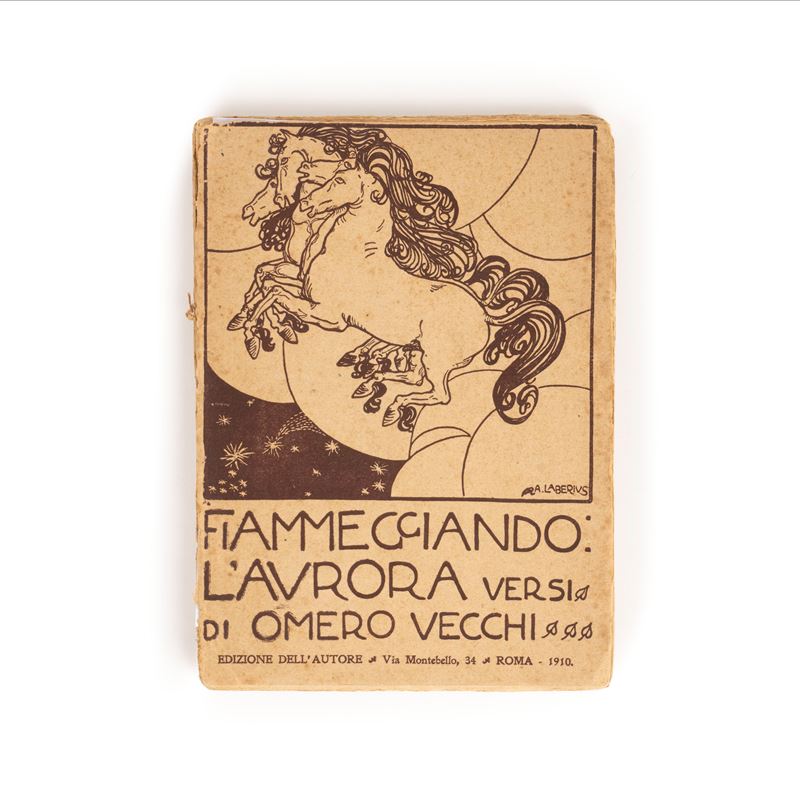 A. LABERIVS
FIAMMEGGIANDO:
L'AVRORA VERSI
DI OMERO VECCHI
EDIZIONE DELL'AUTORE Via Montebello, 34 ROMA - 1910.